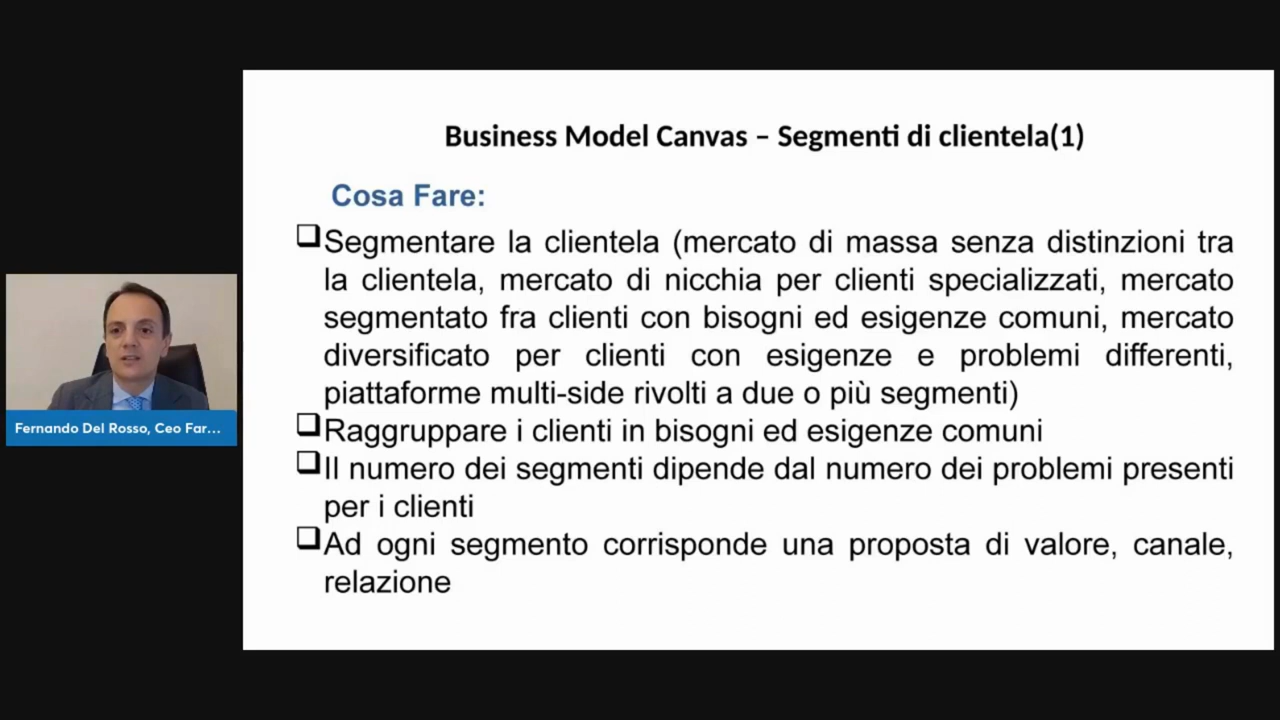 Business Model Canvas – Segmenti di clientela(1)
Cosa Fare:
Segmentare la clientela (mercato di massa senza distinzioni tra
la clientela, mercato di nicchia per clienti specializzati, mercato
segmentato fra clienti con bisogni ed esigenze comuni, mercato
diversificato per clienti con esigenze e problemi differenti,
piattaforme multi-side rivolti a due o più segmenti)
Raggruppare i clienti in bisogni ed esigenze comuni
Il numero dei segmenti dipende dal numero dei problemi presenti
per i clienti
Ad ogni segmento corrisponde una proposta di valore, canale,
relazione
Fernando Del Rosso, Ceo Far...